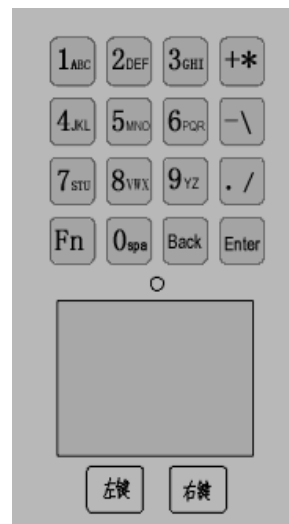 1ABC 2DEF 3GHI +*
4JKL 5MNO 6PQR -\
7STU 8VWX 9YZ . /
Fn 0spa Back Enter
左键 右键